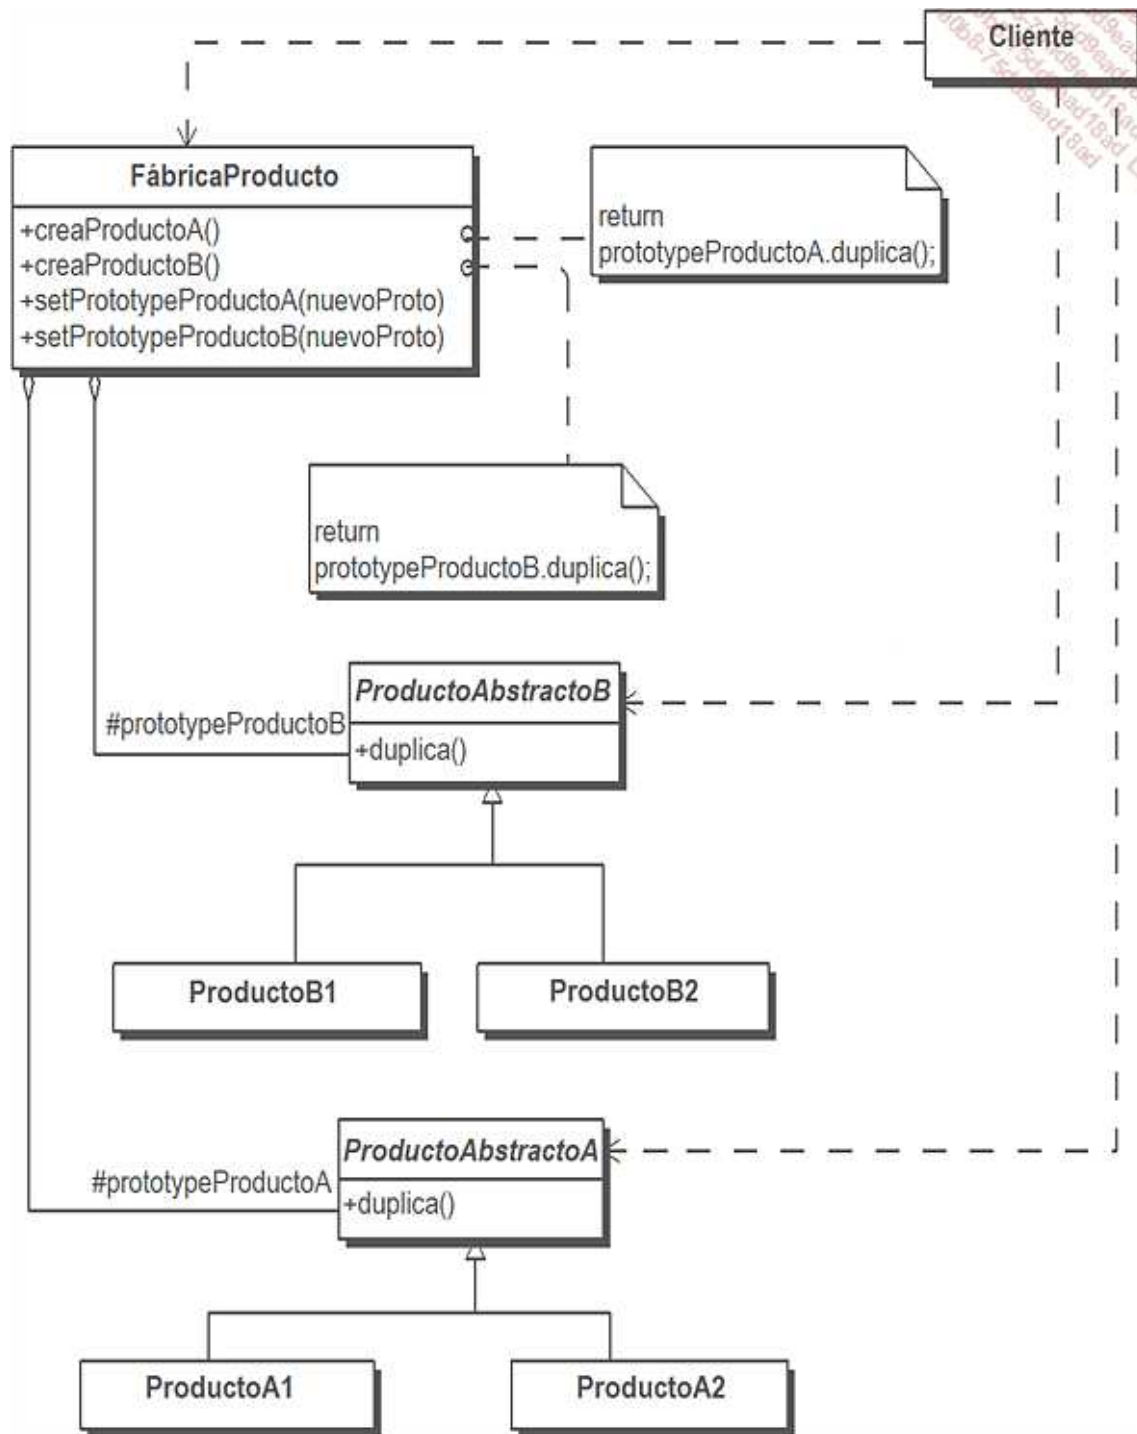 Cliente
FábricaProducto
+creaProductoA()
+creaProductoB()
+setPrototypeProductoA(nuevoProto)
+setPrototypeProductoB(nuevoProto)
return
prototypeProductoA.duplica();
return
prototypeProductoB.duplica();
ProductoAbstractoB
#prototypeProductoB
+duplica()
ProductoB1
ProductoB2
ProductoAbstractoA
#prototypeProductoA
+duplica()
ProductoA1
ProductoA2